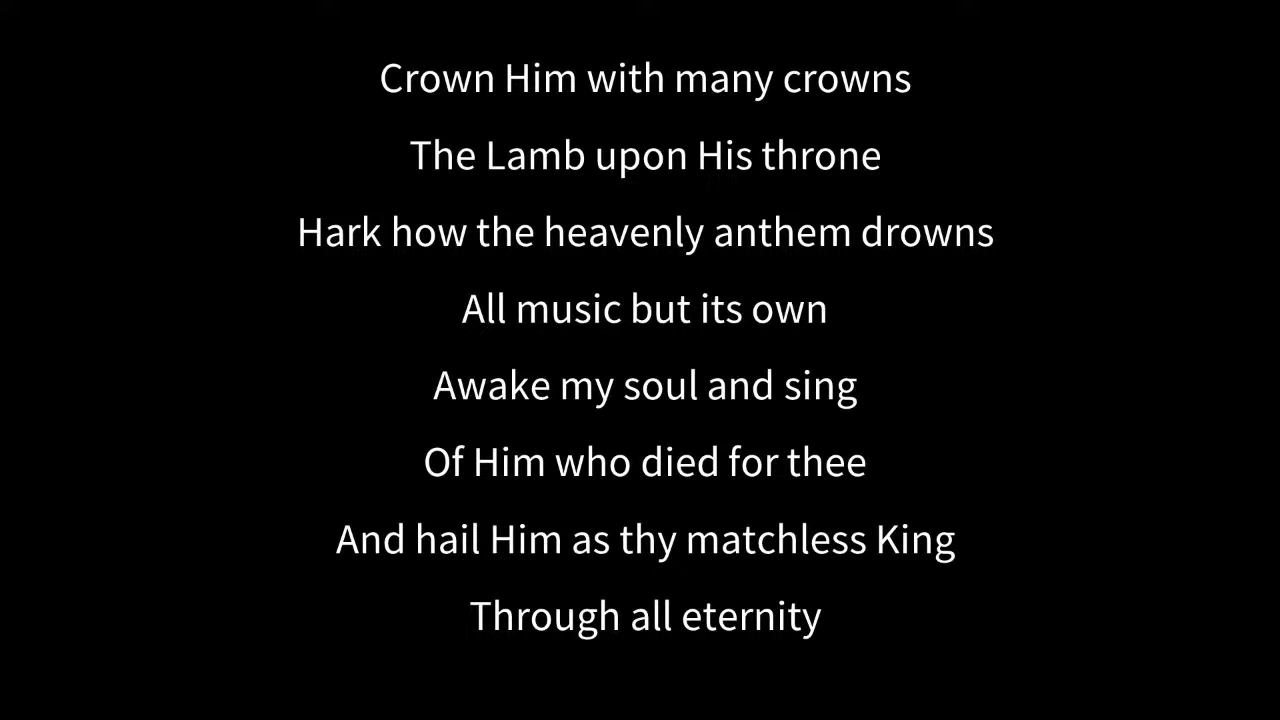 Crown Him with many crowns
The Lamb upon His throne
Hark how the heavenly anthem drowns
All music but its own
Awake my soul and sing
Of Him who died for thee
And hail Him as thy matchless King
Through all eternity